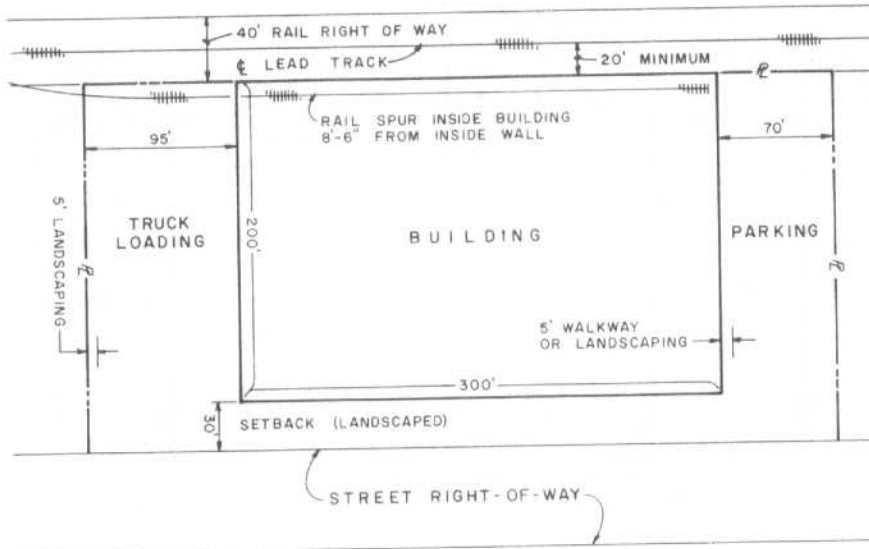 40' RAIL RIGHT OF WAY
℄ LEAD TRACK
20' MINIMUM
℄
RAIL SPUR INSIDE BUILDING
8'-6" FROM INSIDE WALL
95'
70'
5' LANDSCAPING
TRUCK
LOADING
200'
BUILDING
PARKING
℄
℄
5' WALKWAY
OR LANDSCAPING
300'
30'
SETBACK (LANDSCAPED)
STREET RIGHT-OF-WAY